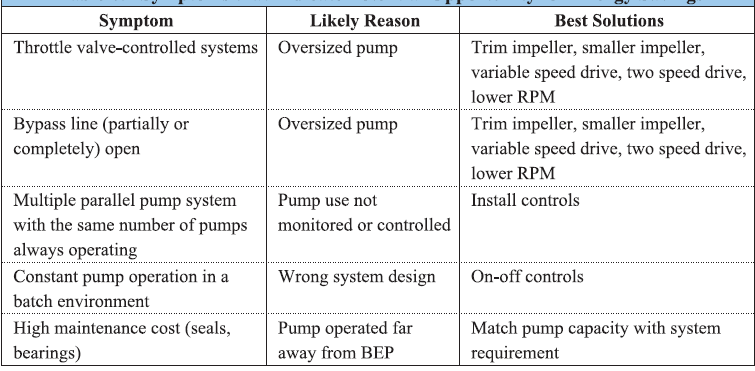 Symptom Likely Reason Best Solutions
Throttle valve-controlled systems Oversized pump Trim impeller, smaller impeller,
variable speed drive, two speed drive,
lower RPM
Bypass line (partially or Oversized pump Trim impeller, smaller impeller,
completely) open variable speed drive, two speed drive,
lower RPM
Multiple parallel pump system Pump use not Install controls
with the same number of pumps monitored or controlled
always operating
Constant pump operation in a Wrong system design On-off controls
batch environment
High maintenance cost (seals, Pump operated far Match pump capacity with system
bearings) away from BEP requirement